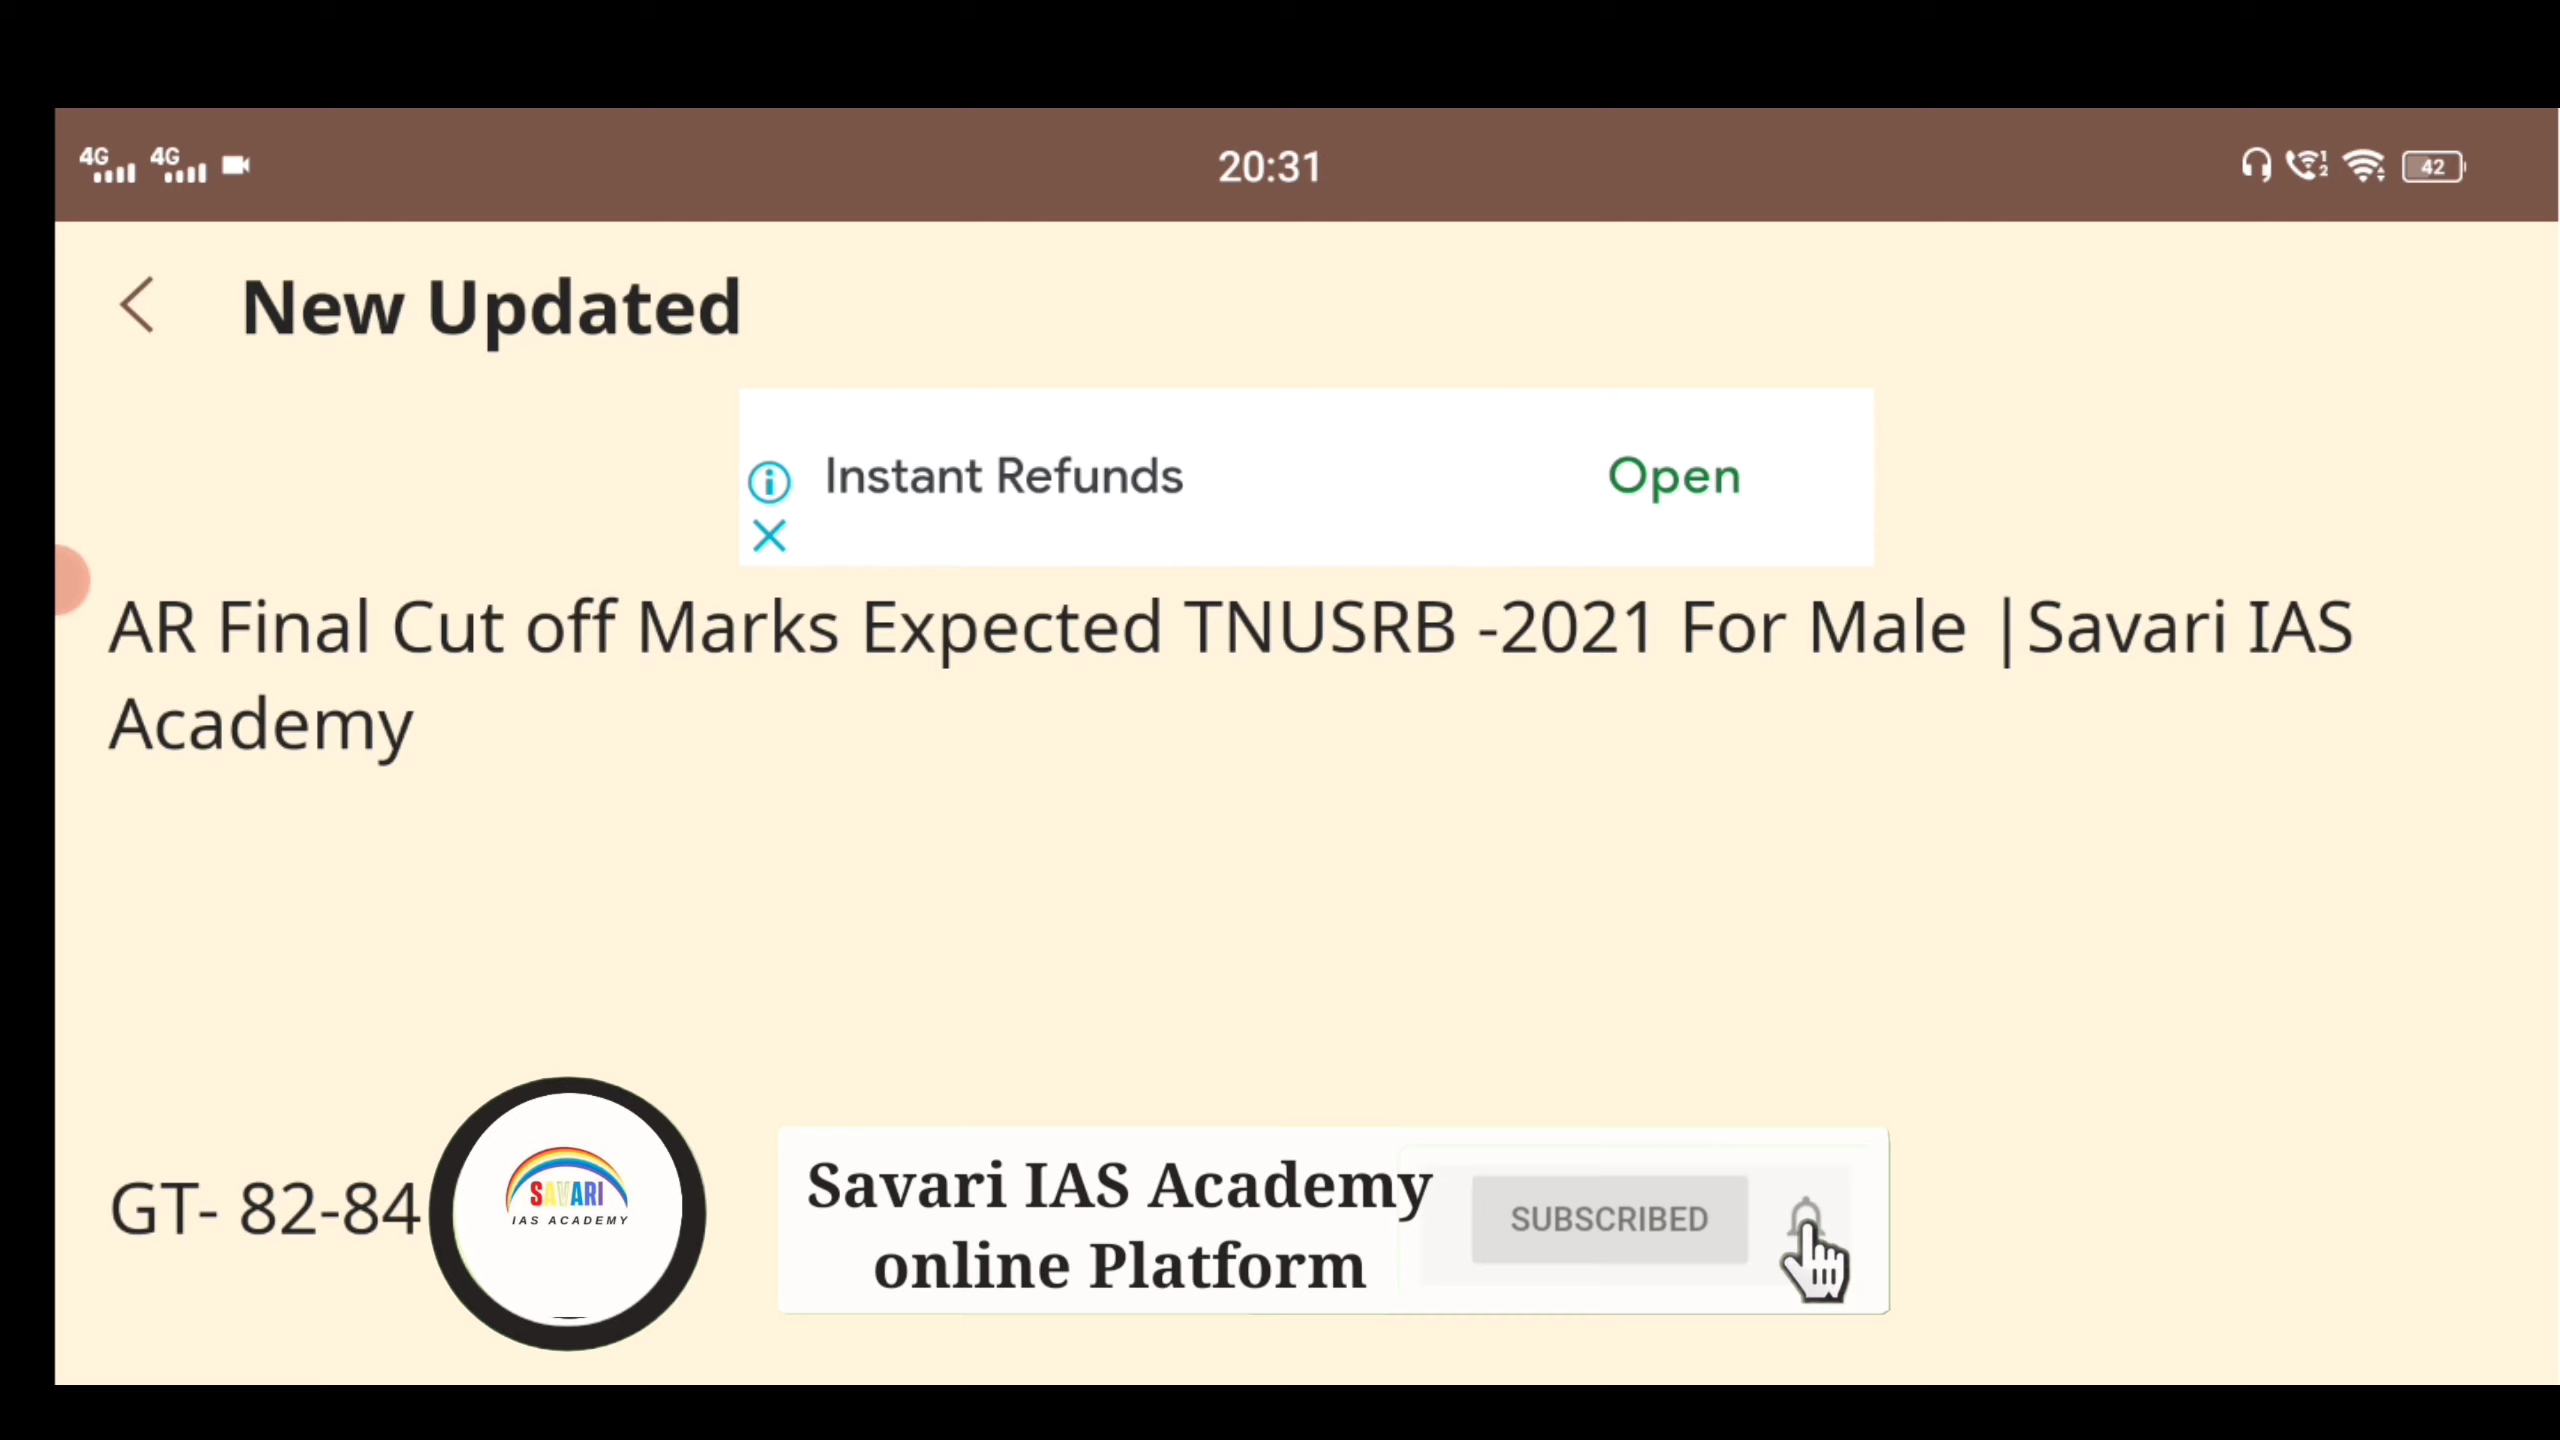 4G 4G 20:31 42
New Updated
Instant Refunds Open
AR Final Cut off Marks Expected TNUSRB -2021 For Male |Savari IAS
Academy
GT- 82-84
SAVARI
IAS ACADEMY
Savari IAS Academy
online Platform
SUBSCRIBED